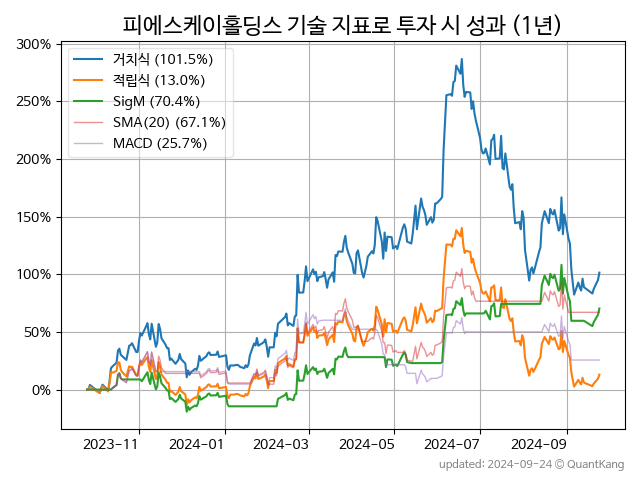 피에스케이홀딩스 기술 지표로 투자 시 성과 (1년)
300%
250%
200%
150%
100%
50%
0%
거치식 (101.5%)
적립식 (13.0%)
SigM (70.4%)
SMA(20) (67.1%)
MACD (25.7%)
2023-11
2024-01
2024-03
2024-05
2024-07
2024-09
updated: 2024-09-24 © QuantKang